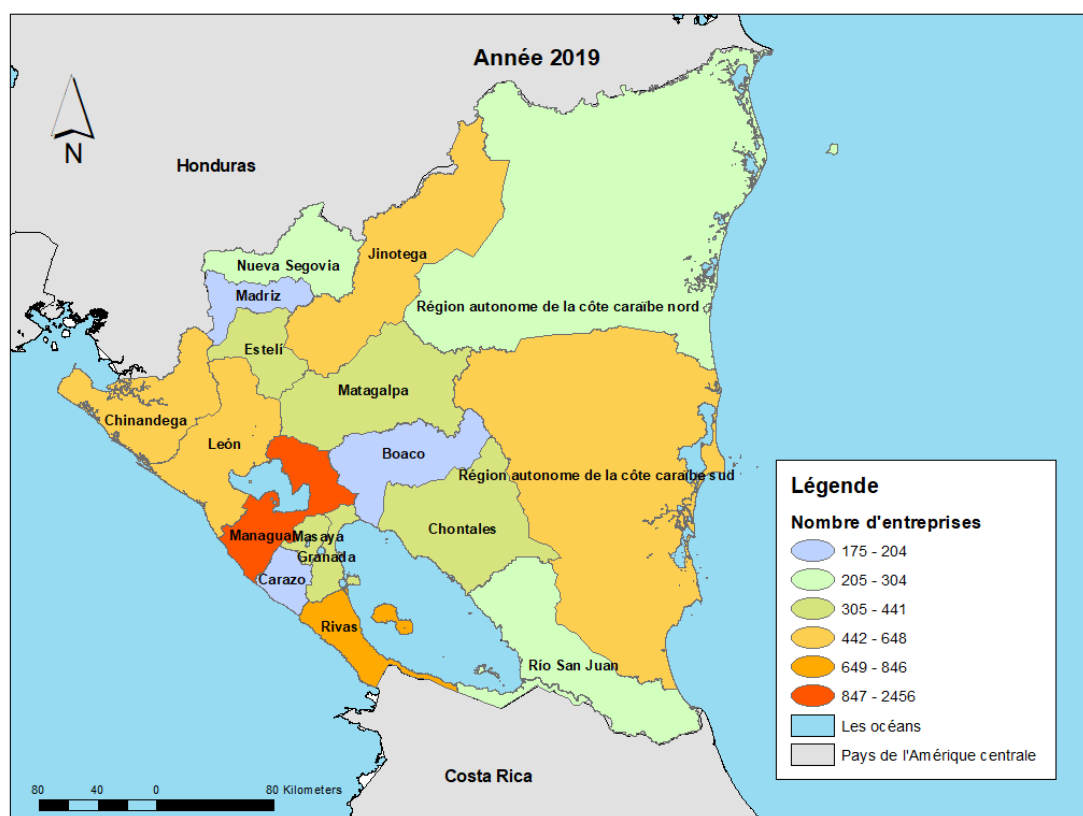 Année 2019
N
Honduras
Jinotega
Nueva Segovia
Madriz
Région autonome de la côte caraïbe nord
Estelí
Matagalpa
Chinandega
León
Boaco
Région autonome de la côte caraïbe sud
Chontales
Managua
Masaya
Granada
Carazo
Rivas
Río San Juan
Costa Rica
80 40 0 80 Kilometers
Légende
Nombre d'entreprises
175 - 204
205 - 304
305 - 441
442 - 648
649 - 846
847 - 2456
Les océans
Pays de l'Amérique centrale